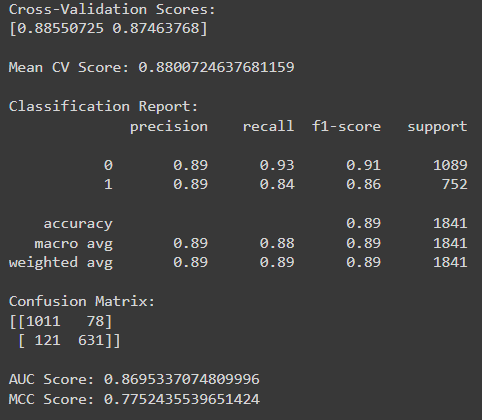 Cross-Validation Scores:
[0.88550725 0.87463768]
Mean CV Score: 0.8800724637681159
Classification Report:
precision recall f1-score support
0 0.89 0.93 0.91 1089
1 0.89 0.84 0.86 752
accuracy 0.89 1841
macro avg 0.89 0.88 0.89 1841
weighted avg 0.89 0.89 0.89 1841
Confusion Matrix:
[[1011 78]
[ 121 631]]
AUC Score: 0.8695337074809996
MCC Score: 0.7752435539651424